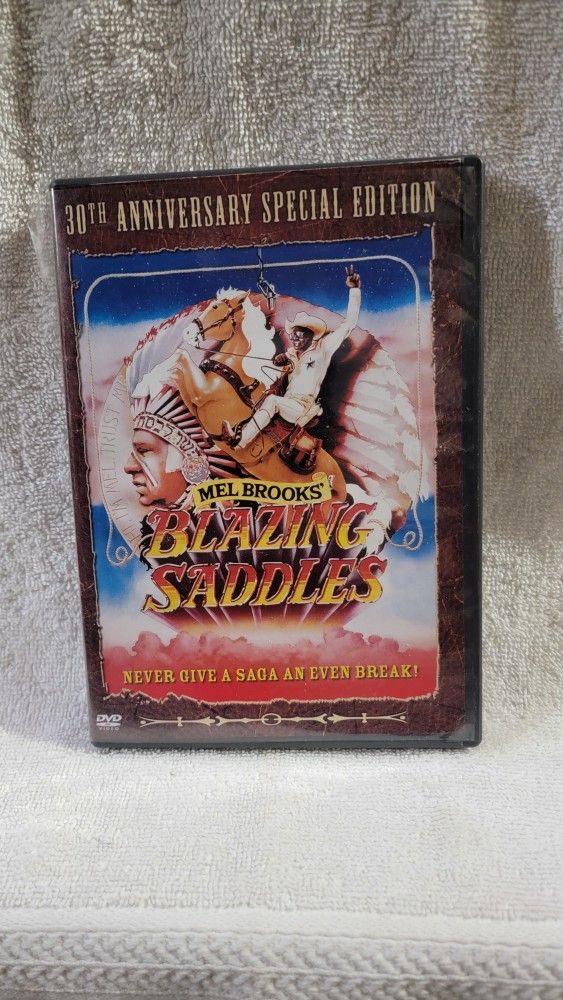 30TH ANNIVERSARY SPECIAL EDITION
MEL BROOKS'
BLAZING
SADDLES
NEVER GIVE A SAGA AN EVEN BREAK!
DVD
VIDEO